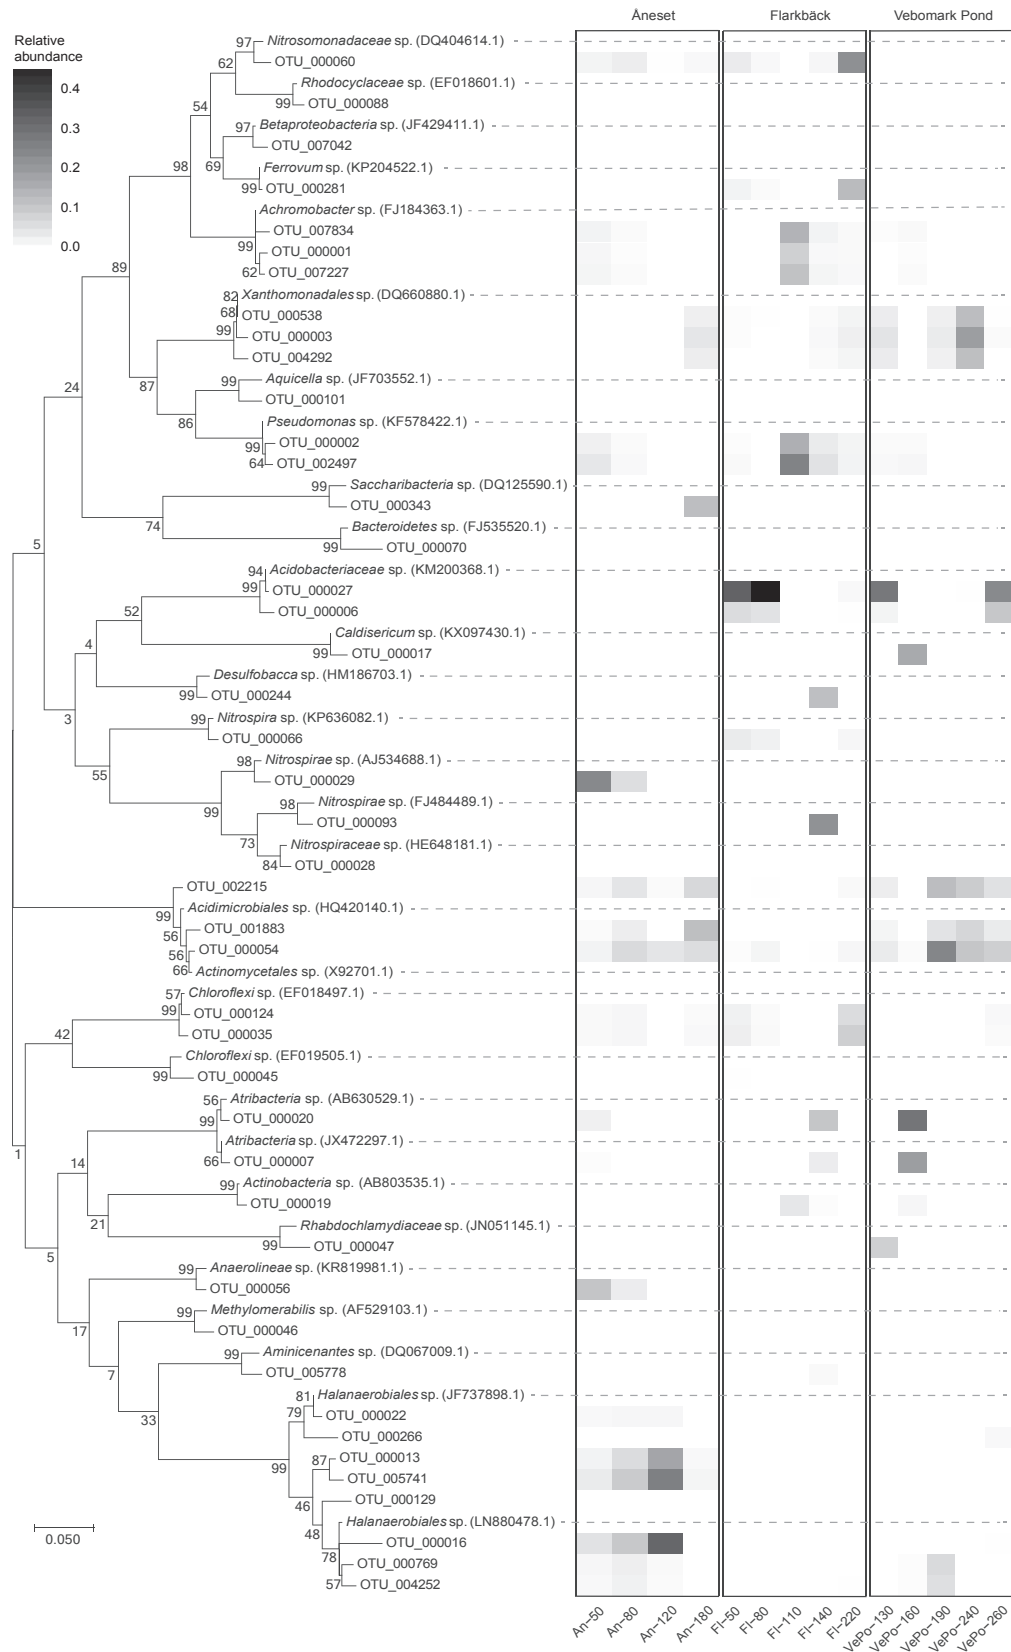 Åneset Flarkbäck Vebomark Pond
Relative
abundance
0.4
0.3
0.2
0.1
0.0
97 Nitrosomonadaceae sp. (DQ404614.1)
OTU_000060
62
Rhodocyclaceae sp. (EF018601.1)
99 OTU_000088
54
97 Betaproteobacteria sp. (JF429411.1)
OTU_007042
98 69 Ferrovum sp. (KP204522.1)
99 OTU_000281
Achromobacter sp. (FJ184363.1)
OTU_007834
99 OTU_000001
62 OTU_007227
89
82 Xanthomonadales sp. (DQ660880.1)
68 OTU_000538
99 OTU_000003
OTU_004292
24 87 99 Aquicella sp. (JF703552.1)
OTU_000101
86 Pseudomonas sp. (KF578422.1)
99 OTU_000002
64 OTU_002497
99 Saccharibacteria sp. (DQ125590.1)
OTU_000343
74 Bacteroidetes sp. (FJ535520.1)
5 99 OTU_000070
94 Acidobacteriaceae sp. (KM200368.1)
99 OTU_000027
52 OTU_000006
4 Caldisericum sp. (KX097430.1)
99 OTU_000017
Desulfobacca sp. (HM186703.1)
99 OTU_000244
3 99 Nitrospira sp. (KP636082.1)
OTU_000066
55 98 Nitrospirae sp. (AJ534688.1)
OTU_000029
99 98 Nitrospirae sp. (FJ484489.1)
OTU_000093
73 Nitrospiraceae sp. (HE648181.1)
84 OTU_000028
OTU_002215
99 Acidimicrobiales sp. (HQ420140.1)
56 OTU_001883
56 OTU_000054
66 Actinomycetales sp. (X92701.1)
57 Chloroflexi sp. (EF018497.1)
99 OTU_000124
42 OTU_000035
Chloroflexi sp. (EF019505.1)
99 OTU_000045
56 Atribacteria sp. (AB630529.1)
99 OTU_000020
1 Atribacteria sp. (JX472297.1)
14 66 OTU_000007
99 Actinobacteria sp. (AB803535.1)
OTU_000019
21 Rhabdochlamydiaceae sp. (JN051145.1)
5 99 OTU_000047
99 Anaerolineae sp. (KR819981.1)
OTU_000056
17 99 Methylomerabilis sp. (AF529103.1)
OTU_000046
7 99 Aminicenantes sp. (DQ067009.1)
OTU_005778
81 Halanaerobiales sp. (JF737898.1)
33 79 OTU_000022
OTU_000266
99 87 OTU_000013
OTU_005741
46 OTU_000129
48 Halanaerobiales sp. (LN880478.1)
OTU_000016
78 OTU_000769
57 OTU_004252
0.050
An−50 An−80 An−120 An−180 Fl−50 Fl−80 Fl−110 Fl−140 Fl−220 VePo−130 VePo−160 VePo−190 VePo−240 VePo−260